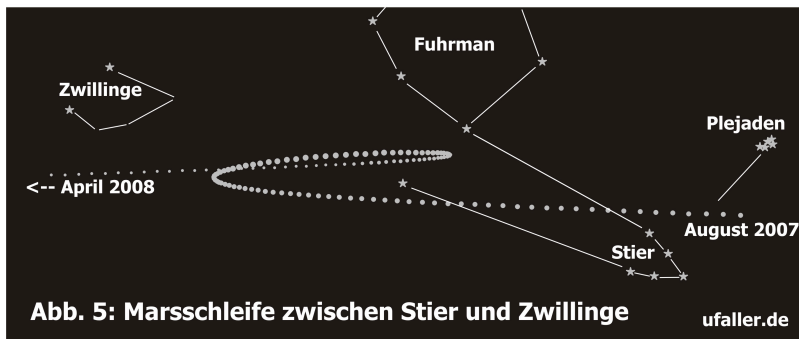 Fuhrman
Zwillinge
Plejaden
<-- April 2008
August 2007
Stier
Abb. 5: Marsschleife zwischen Stier und Zwillinge
ufaller.de